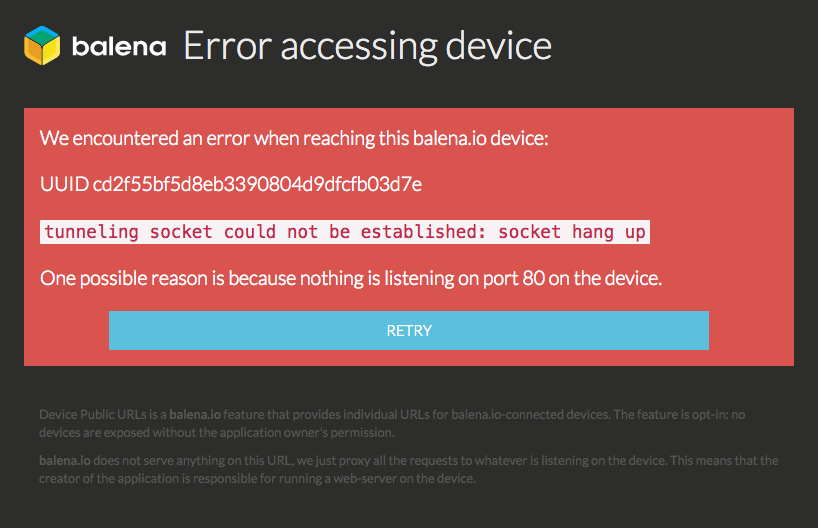 balena Error accessing device
We encountered an error when reaching this balena.io device:
UUID cd2f55bf5d8eb3390804d9dfcfb03d7e
tunneling socket could not be established: socket hang up
One possible reason is because nothing is listening on port 80 on the device.
RETRY
Device Public URLs is a balena.io feature that provides individual URLs for balena.io-connected devices. The feature is opt-in: no
devices are exposed without the application owner's permission.
balena.io does not serve anything on this URL, we just proxy all the requests to whatever is listening on the device. This means that the
creator of the application is responsible for running a web-server on the device.